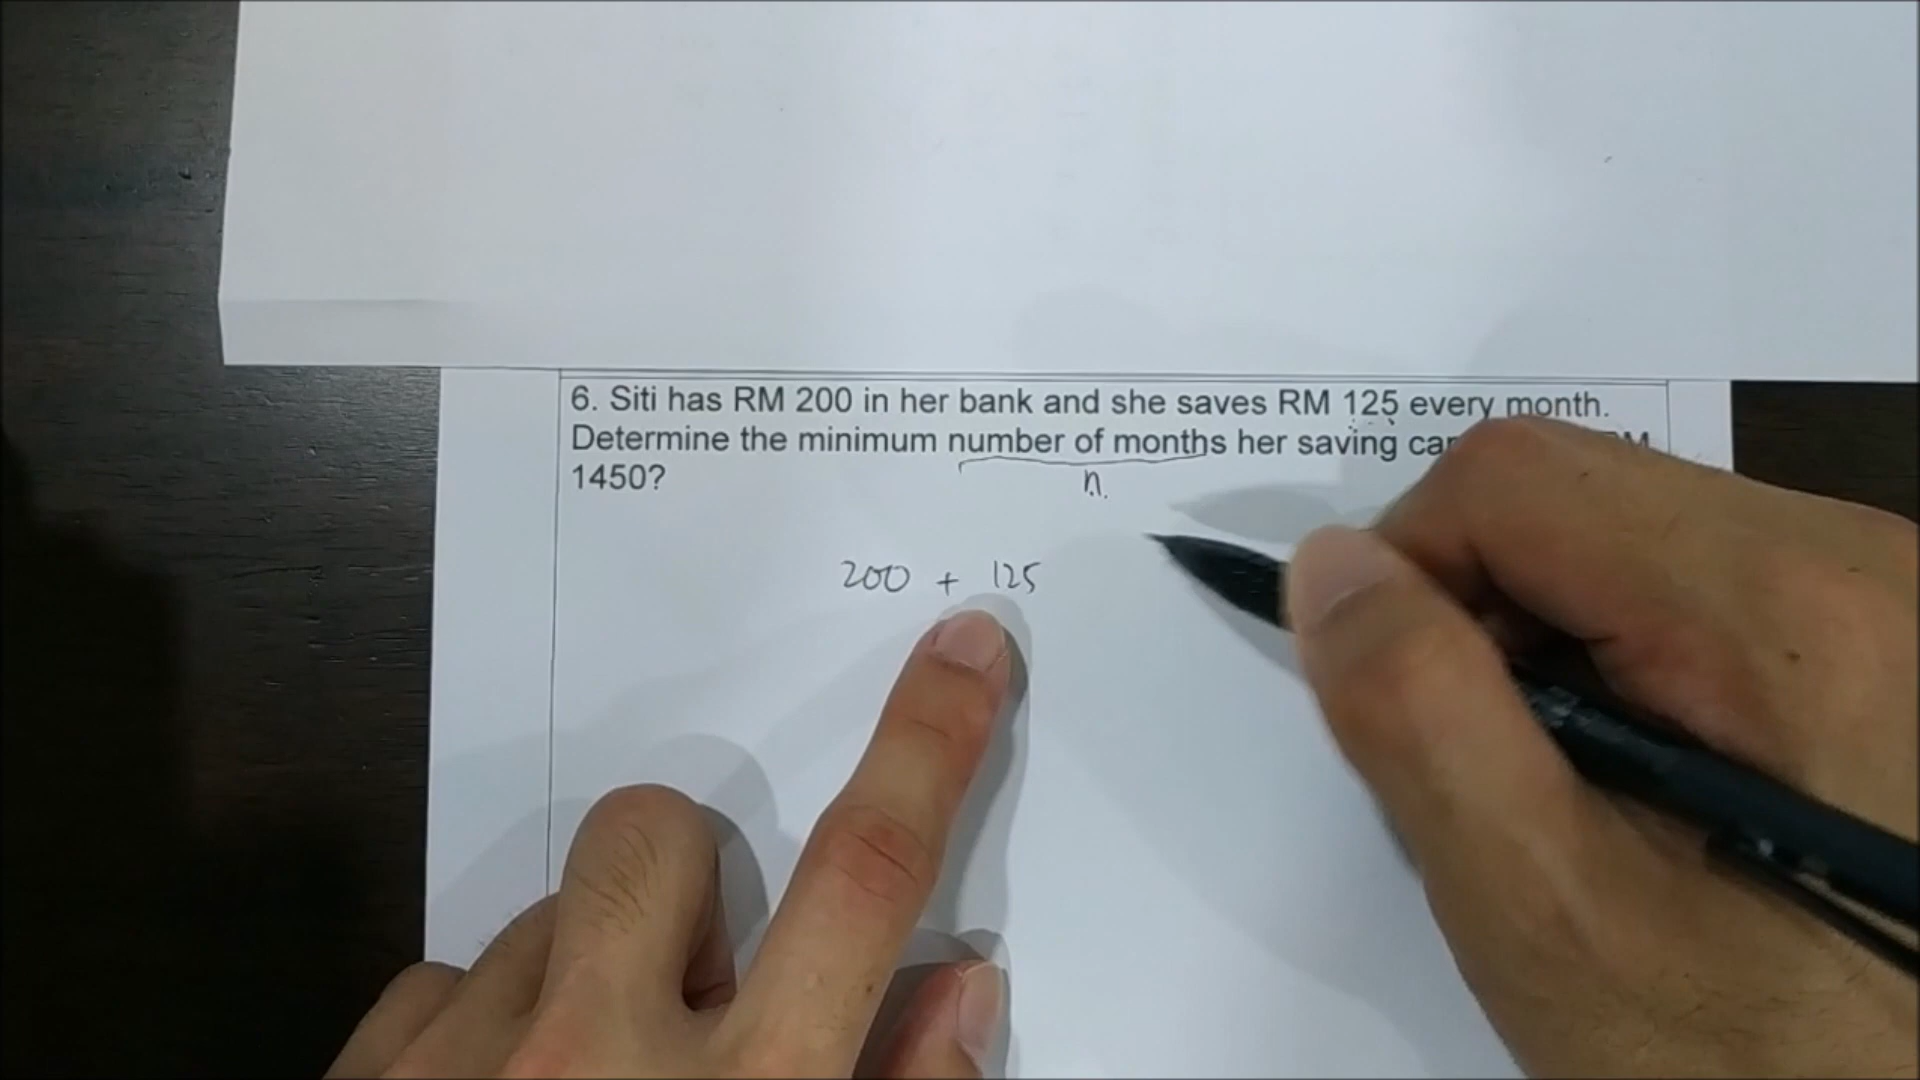 6. Siti has RM 200 in her bank and she saves RM 125 every month.
Determine the minimum number of months her saving
1450?
n.
200 + 125